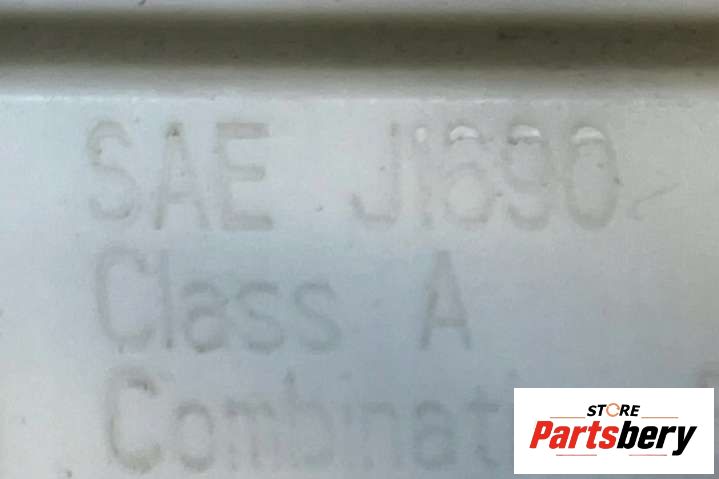 SAE J1690
Class A
STORE
Partsbery